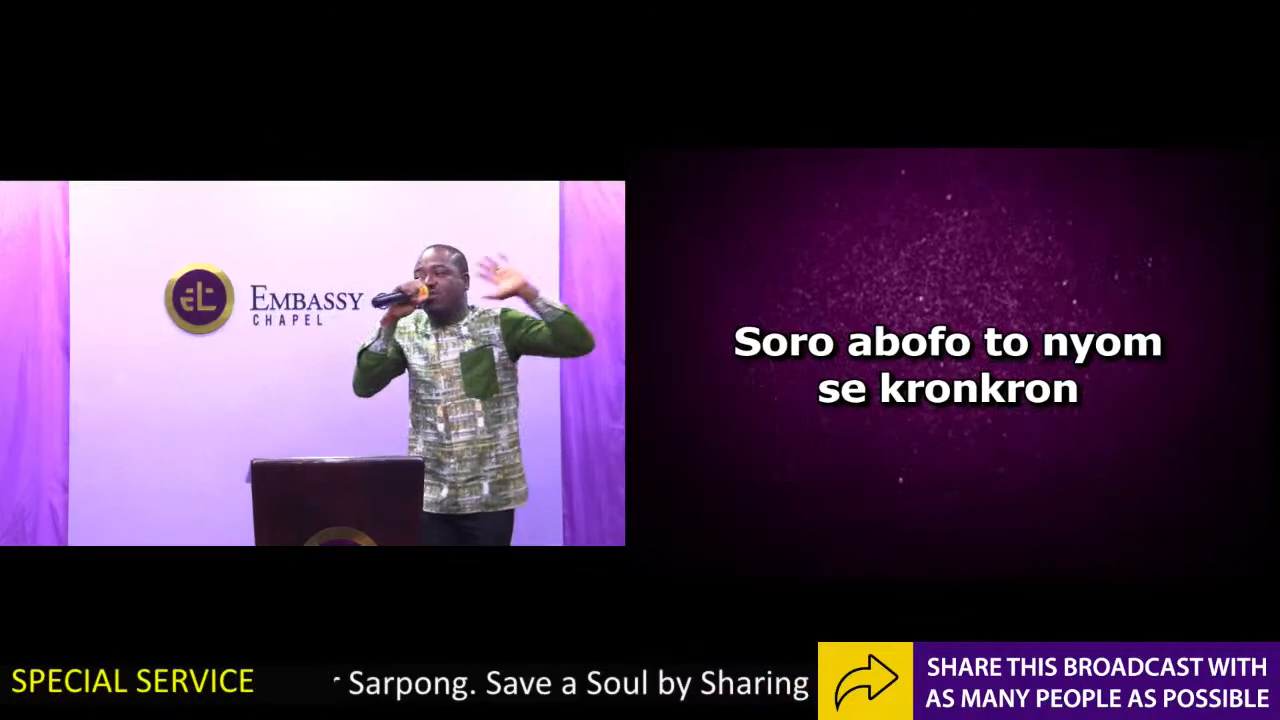 EMBASSY
CHAPEL
Soro abofo to nyom
se kronkron
SPECIAL SERVICE
Sarpong. Save a Soul by Sharing
SHARE THIS BROADCAST WITH
AS MANY PEOPLE AS POSSIBLE